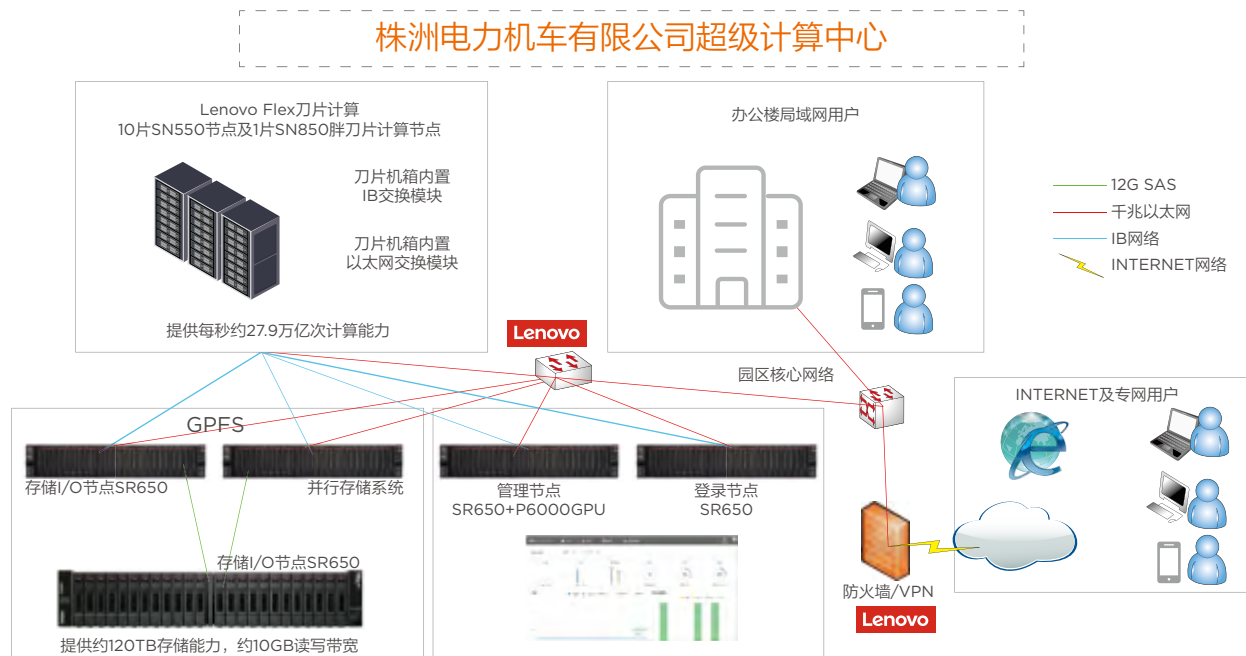 株洲电力机车有限公司超级计算中心
Lenovo Flex刀片计算
10片SN550节点及1片SN850胖刀片计算节点
刀片机箱内置
IB交换模块
刀片机箱内置
以太网交换模块
提供每秒约27.9万亿次计算能力
办公楼局域网用户
12G SAS
千兆以太网
IB网络
INTERNET网络
Lenovo
园区核心网络
INTERNET及专网用户
GPFS
存储I/O节点SR650
并行存储系统
存储I/O节点SR650
提供约120TB存储能力，约10GB读写带宽
管理节点
SR650+P6000GPU
登录节点
SR650
防火墙/VPN
Lenovo